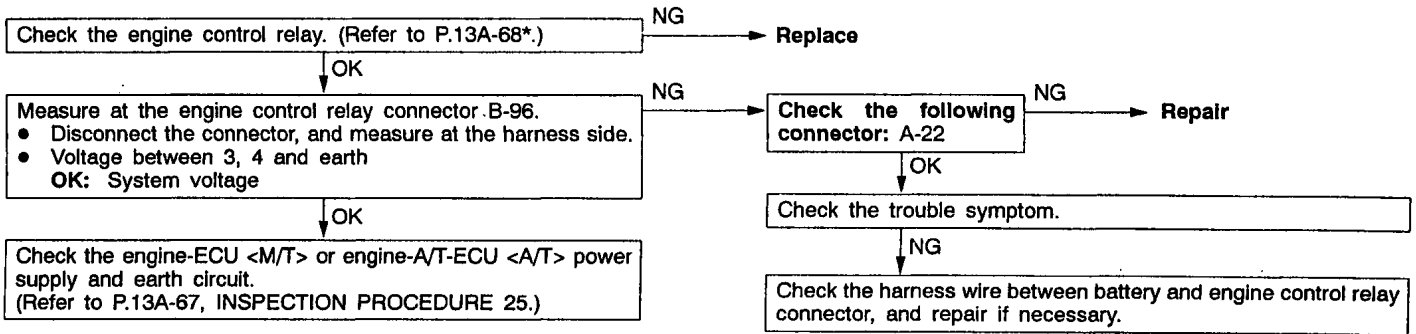 Check the engine control relay. (Refer to P.13A-68*.)
NG
Replace
OK
Measure at the engine control relay connector B-96.
● Disconnect the connector, and measure at the harness side.
● Voltage between 3, 4 and earth
OK: System voltage
NG
Check the following
connector: A-22
NG
Repair
OK
Check the trouble symptom.
NG
Check the harness wire between battery and engine control relay
connector, and repair if necessary.
OK
Check the engine-ECU <M/T> or engine-A/T-ECU <A/T> power
supply and earth circuit.
(Refer to P.13A-67, INSPECTION PROCEDURE 25.)